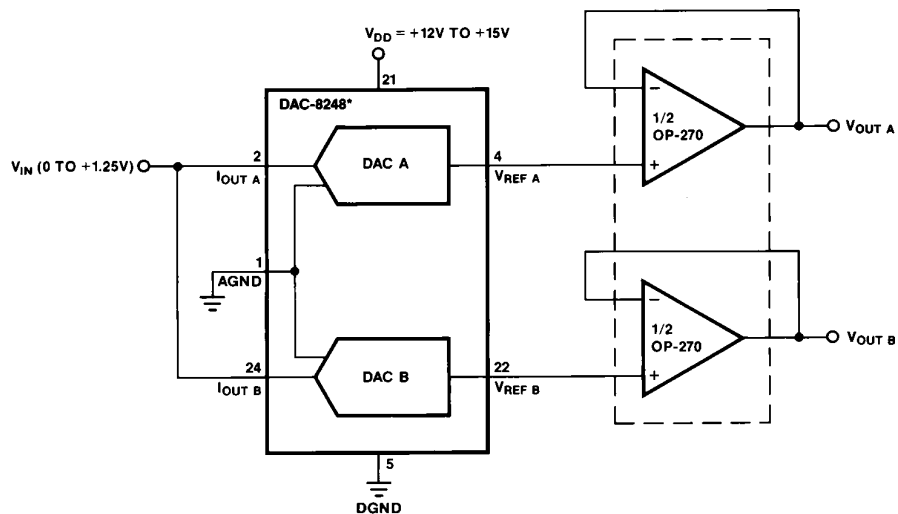 V_DD = +12V TO +15V
21
DAC-8248*
V_IN (0 TO +1.25V)
2
I_OUT A
DAC A
4
V_REF A
−
1/2
OP-270
+
V_OUT A
1
AGND
24
I_OUT B
DAC B
22
V_REF B
−
1/2
OP-270
+
V_OUT B
5
DGND